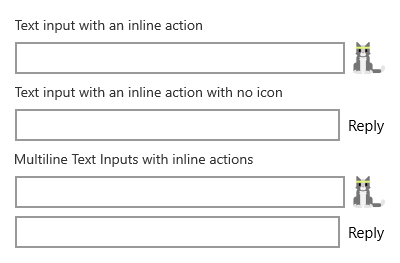 Text input with an inline action
Text input with an inline action with no icon
Reply
Multiline Text Inputs with inline actions
Reply